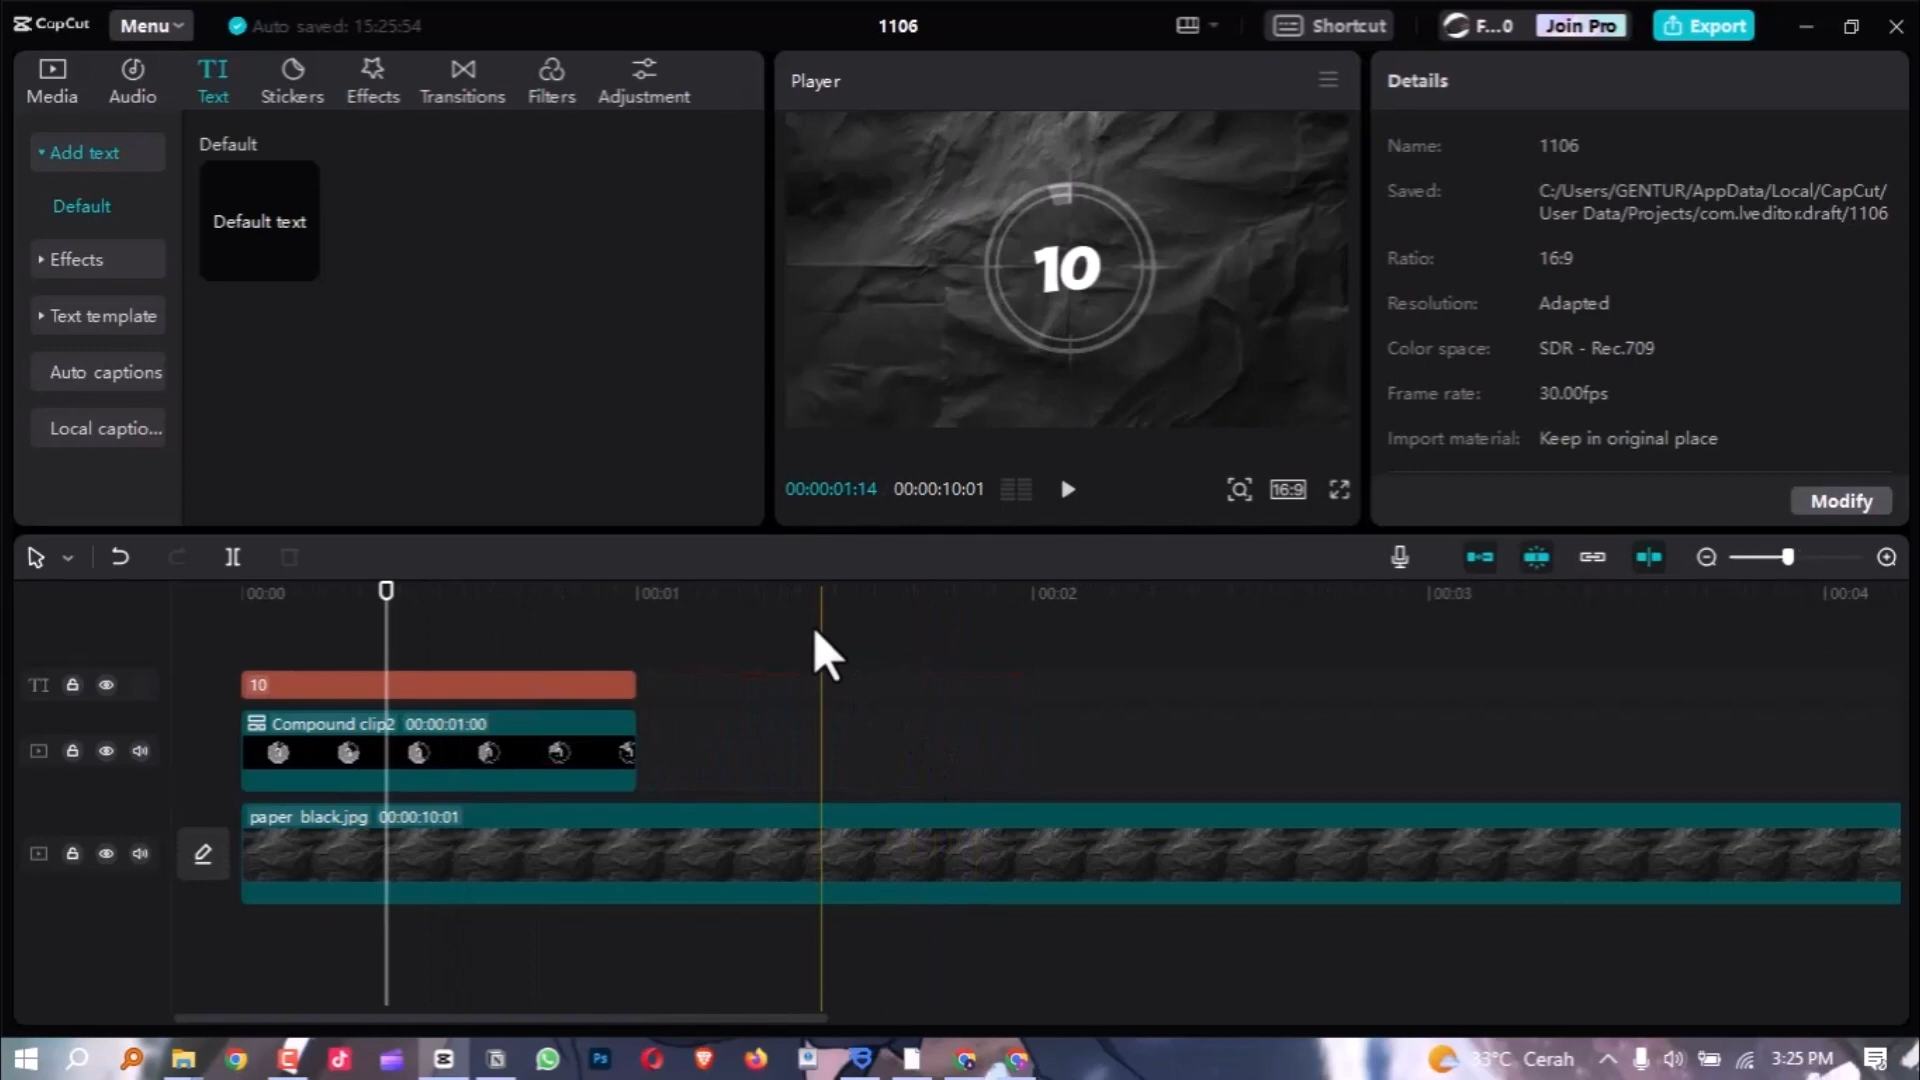 CapCut
Menu
Auto saved: 15:25:54
1106
Shortcut
F...0
Join Pro
Export
Media
Audio
TI
Text
Stickers
Effects
Transitions
Filters
Adjustment
Player
Details
Add text
Default
Effects
Text template
Auto captions
Local captio...
Default
Default text
10
00:00:01:14
00:00:10:01
16:9
Name: 1106
Saved: C:/Users/GENTUR/AppData/Local/CapCut/
User Data/Projects/com.lveditor.draft/1106
Ratio: 16:9
Resolution: Adapted
Color space: SDR - Rec.709
Frame rate: 30.00fps
Import material: Keep in original place
Modify
00:00
00:01
00:02
00:03
00:04
TI
10
Compound clip2 00:00:01:00
paper black.jpg 00:00:10:01
Ps
33°C Cerah
3:25 PM